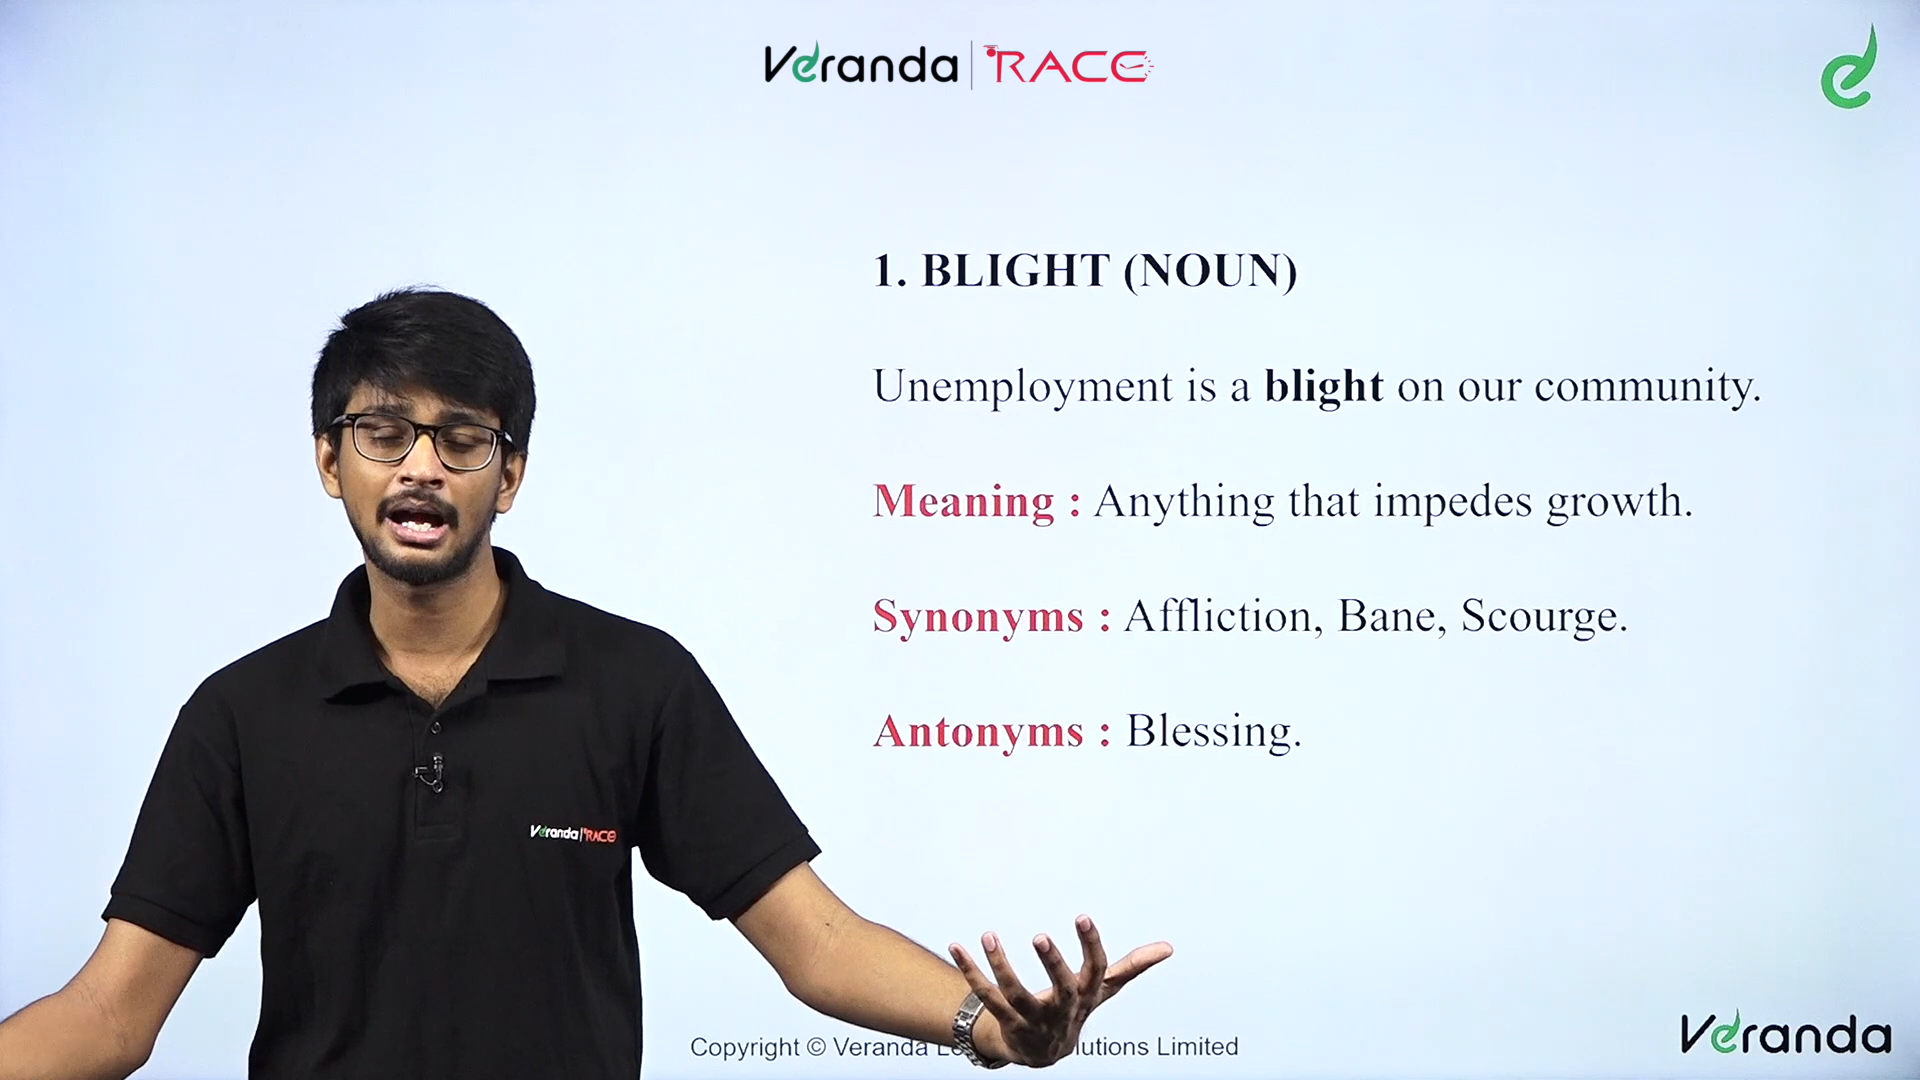 Veranda RACE
1. BLIGHT (NOUN)
Unemployment is a blight on our community.
Meaning : Anything that impedes growth.
Synonyms : Affliction, Bane, Scourge.
Antonyms : Blessing.
Veranda RACE
Copyright © Veranda utions Limited
Veranda